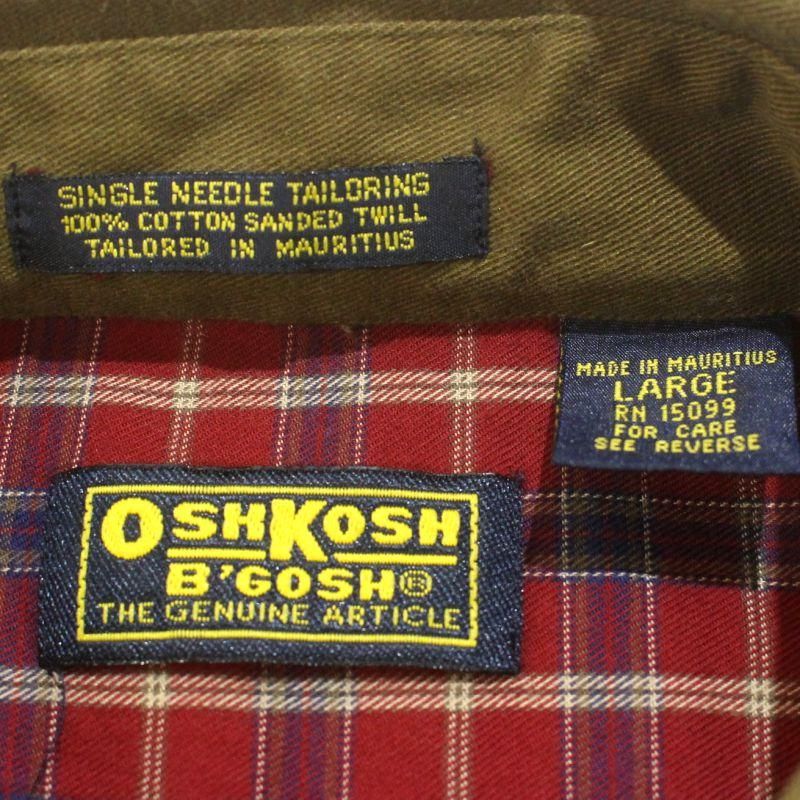 SINGLE NEEDLE TAILORING
100% COTTON SANDED TWILL
TAILORED IN MAURITIUS
MADE IN MAURITIUS
LARGE
RN 15099
FOR CARE
SEE REVERSE
OSHKOSH
B'GOSH®
THE GENUINE ARTICLE